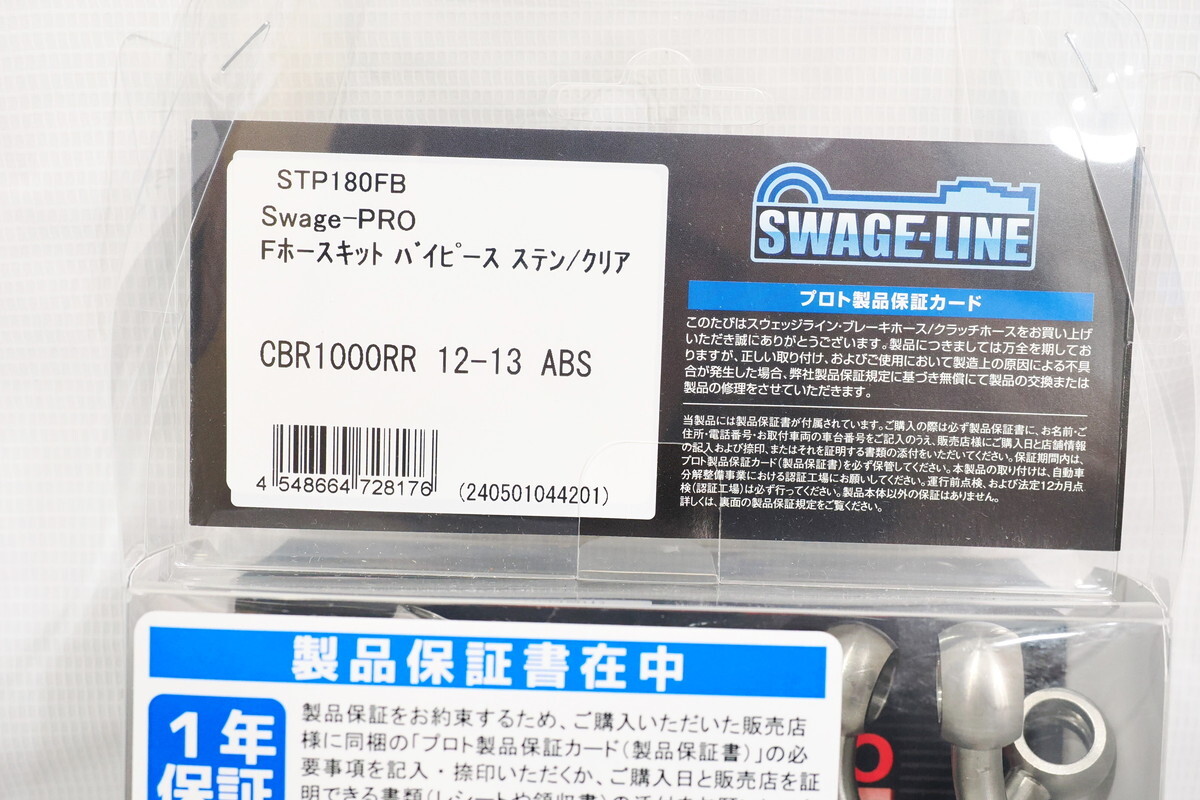 STP180FB
Swage-PRO
Fホースキット バイピース ステン/クリア
CBR1000RR 12-13 ABS
4 548664 728176
(240501044201)
SWAGE-LINE
プロト製品保証カード
このたびはスウェッジライン・ブレーキホース/クラッチホースをお買い上げ
いただき誠にありがとうございます。製品につきましては万全を期してお
りますが、正しい取り付け、およびご使用において製造上の原因による不具
合が発生した場合、弊社製品保証規定に基づき無償にて製品の交換または
製品の修理をさせていただきます。
当製品には製品保証書が付属されています。ご購入の際は必ず製品保証書に、お名前・ご
住所・電話番号・お取付車両の車台番号をご記入のうえ、販売店様にご購入日と店舗情報
の記入および捺印、またはそれを証明する書類の添付をいただいてください。保証期間内は、
プロト製品保証カード(製品保証書)を必ず保管してください。本製品の取り付けは、自動車
分解整備事業における認証工場にお願いしてください。運行前点検、および法定12カ月点
検(認証工場)は必ず行ってください。製品本体以外の保証はありません。
詳しくは、裏面の製品保証規定をご覧ください。
製品保証書在中
1年
保証
製品保証をお約束するため、ご購入いただいた販売店
様に同梱の「プロト製品保証カード(製品保証書)」の必
要事項を記入・捺印いただくか、ご購入日と販売店を証
明できる書類(レシートや領収書)の添付をお願いいたし